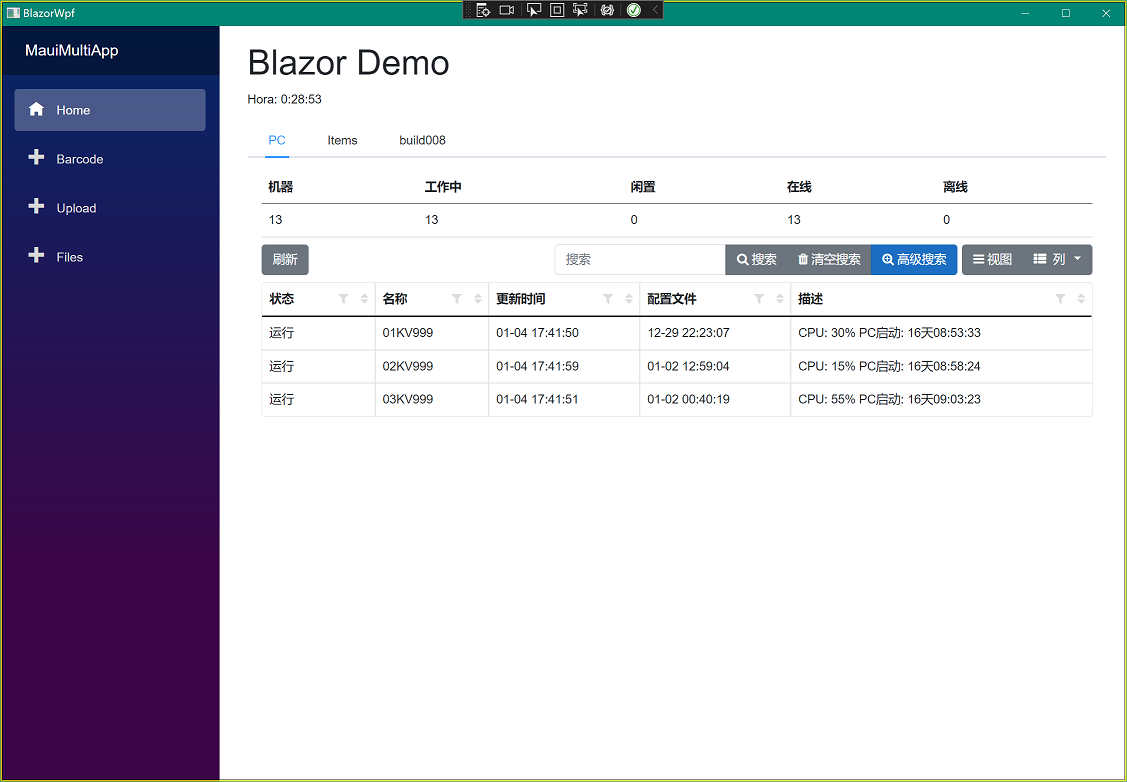 BlazorWpf
MauiMultiApp
Home
Barcode
Upload
Files
Blazor Demo
Hora: 0:28:53
PC Items build008
机器 工作中 闲置 在线 离线
13 13 0 13 0
刷新 搜索 搜索 清空搜索 高级搜索 视图 列
状态 名称 更新时间 配置文件 描述
运行 01KV999 01-04 17:41:50 12-29 22:23:07 CPU: 30% PC启动: 16天08:53:33
运行 02KV999 01-04 17:41:59 01-02 12:59:04 CPU: 15% PC启动: 16天08:58:24
运行 03KV999 01-04 17:41:51 01-02 00:40:19 CPU: 55% PC启动: 16天09:03:23